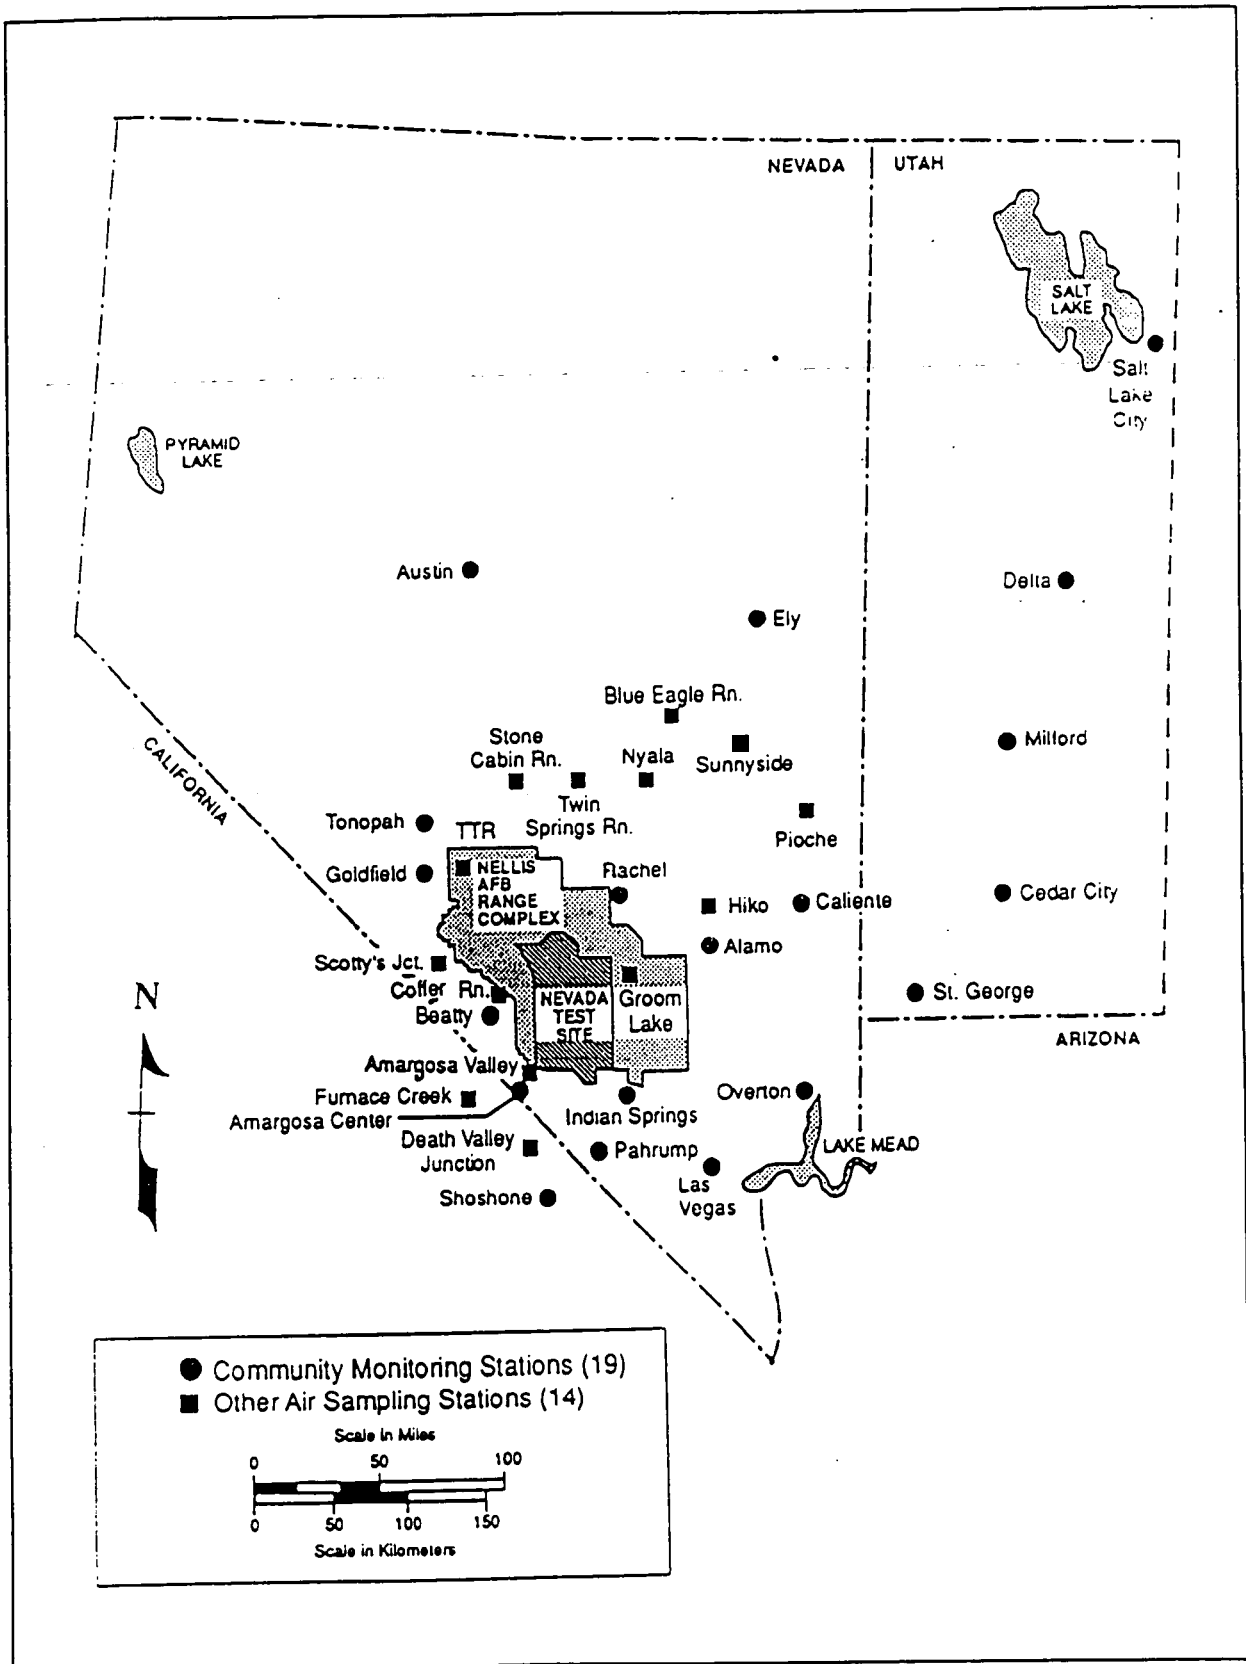 NEVADA
UTAH
SALT
LAKE
Salt
Lake
City
PYRAMID
LAKE
Austin
Delta
Ely
Blue Eagle Rn.
Stone
Cabin Rn.
Nyala
Sunnyside
Milford
CALIFORNIA
Twin
Springs Rn.
Tonopah
TTR
Pioche
Goldfield
NELLIS
AFB
RANGE
COMPLEX
Rachel
Hiko
Caliente
Cedar City
Alamo
Scotty's Jct.
Coffer Rn.
N
NEVADA
TEST
SITE
Groom
Lake
St. George
Beatty
ARIZONA
Amargosa Valley
Furnace Creek
Overton
Amargosa Center
Indian Springs
Death Valley
Junction
Pahrump
LAKE MEAD
Las
Vegas
Shoshone
Community Monitoring Stations (19)
Other Air Sampling Stations (14)
Scale in Miles
0 50 100
0 50 100 150
Scale in Kilometers